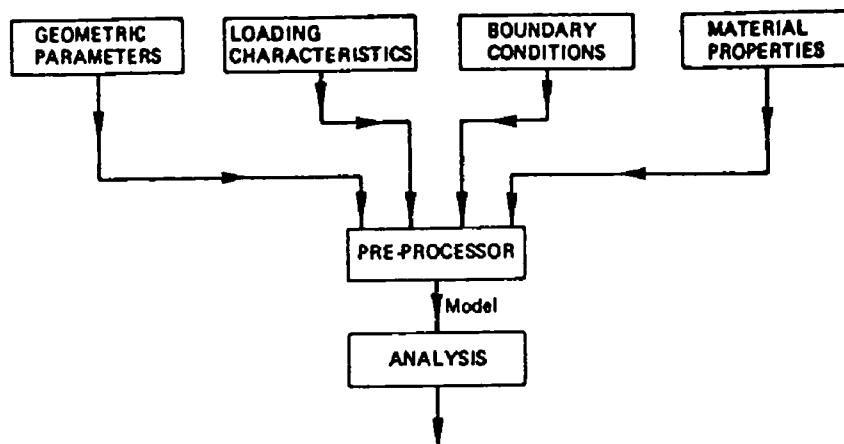 GEOMETRIC
PARAMETERS
LOADING
CHARACTERISTICS
BOUNDARY
CONDITIONS
MATERIAL
PROPERTIES
PRE-PROCESSOR
Model
ANALYSIS